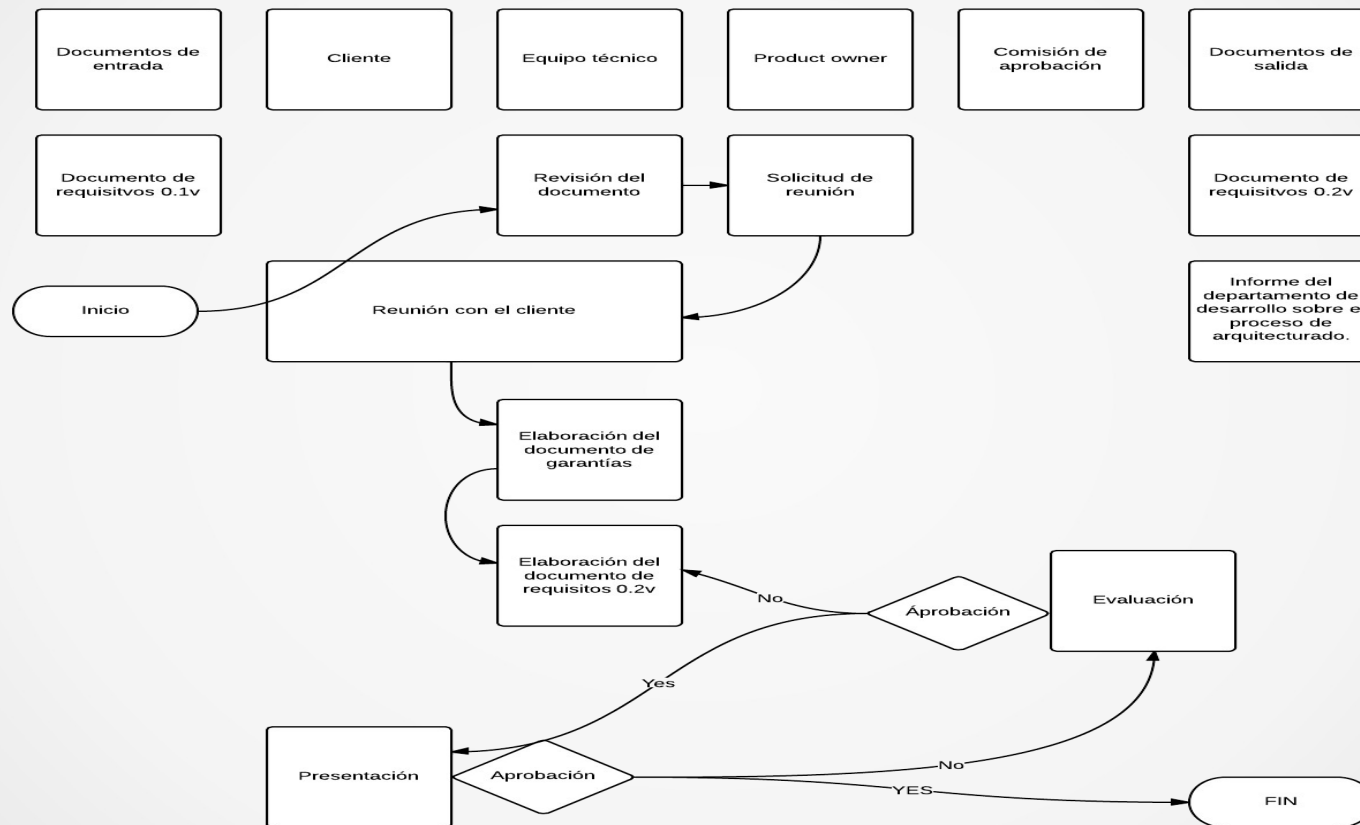 Documentos de
entrada
Cliente
Equipo técnico
Product owner
Comisión de
aprobación
Documentos de
salida
Documento de
requisitvos 0.1v
Revisión del
documento
Solicitud de
reunión
Documento de
requisitvos 0.2v
Inicio
Reunión con el cliente
Informe del
departamento de
desarrollo sobre e
proceso de
arquitecturado.
Elaboración del
documento de
garantías
Elaboración del
documento de
requisitos 0.2v
No
Áprobación
Evaluación
Yes
Presentación
Aprobación
No
YES
FIN